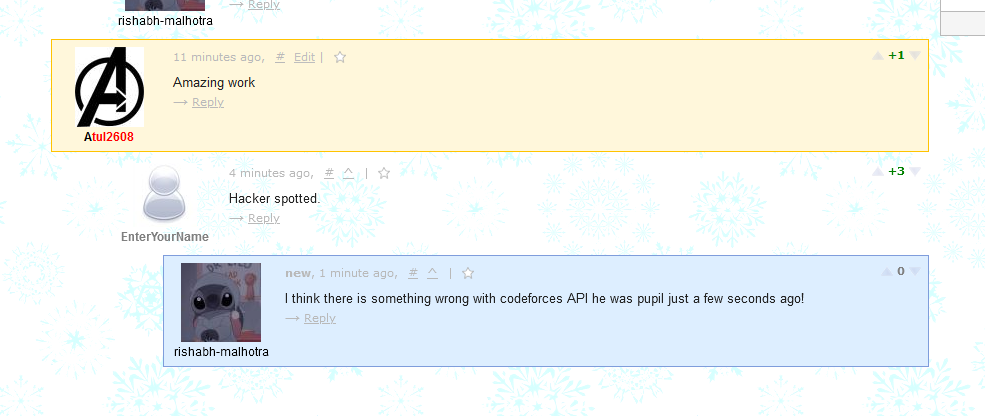 → Reply
rishabh-malhotra
11 minutes ago, # Edit | +1
Amazing work
→ Reply
Atul2608
4 minutes ago, # ^ | +3
Hacker spotted.
→ Reply
EnterYourName
new, 1 minute ago, # ^ | 0
I think there is something wrong with codeforces API he was pupil just a few seconds ago!
→ Reply
rishabh-malhotra